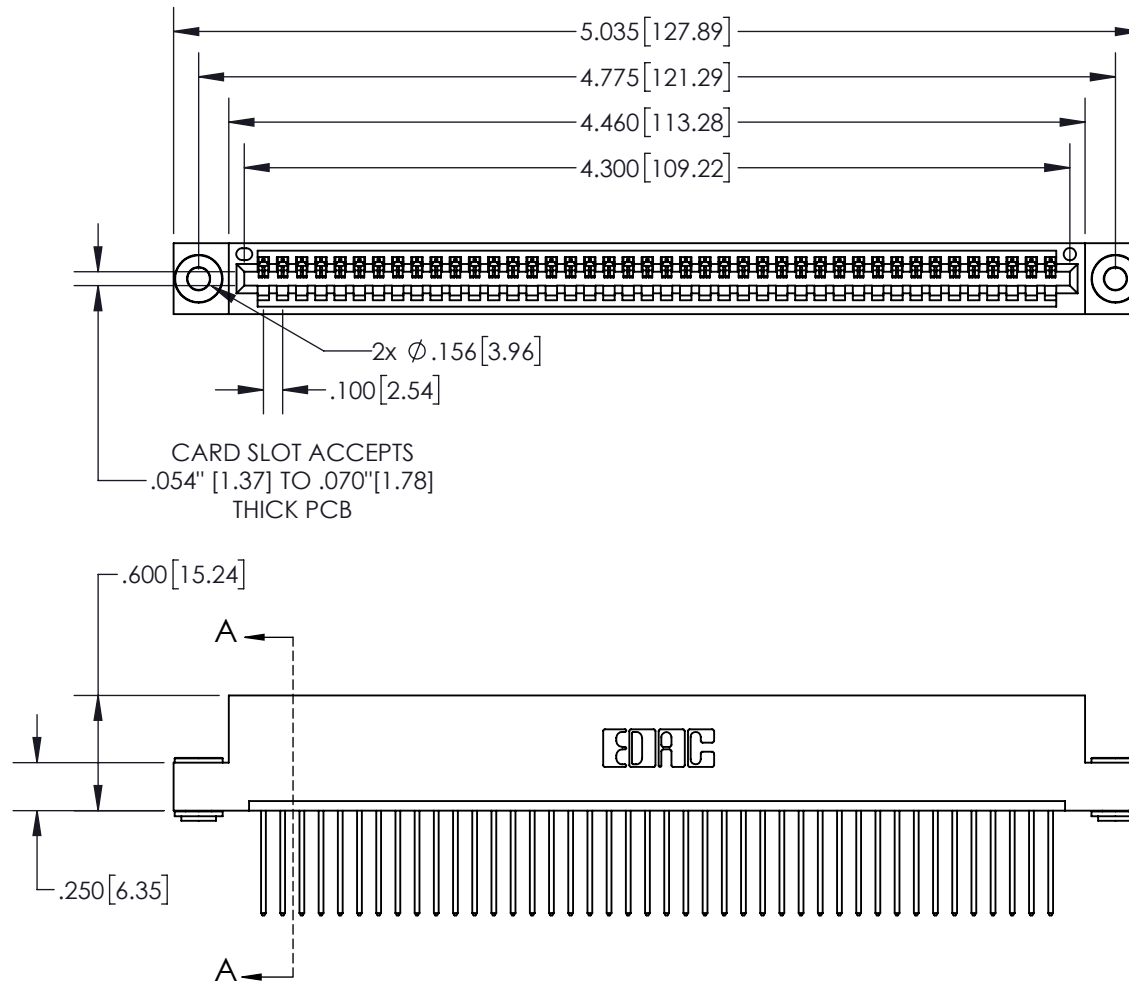 5.035[127.89]
4.775[121.29]
4.460[113.28]
4.300[109.22]
2x ∅ .156[3.96]
.100[2.54]
CARD SLOT ACCEPTS
.054" [1.37] TO .070"[1.78]
THICK PCB
.600[15.24]
A
EDAC
.250[6.35]
A